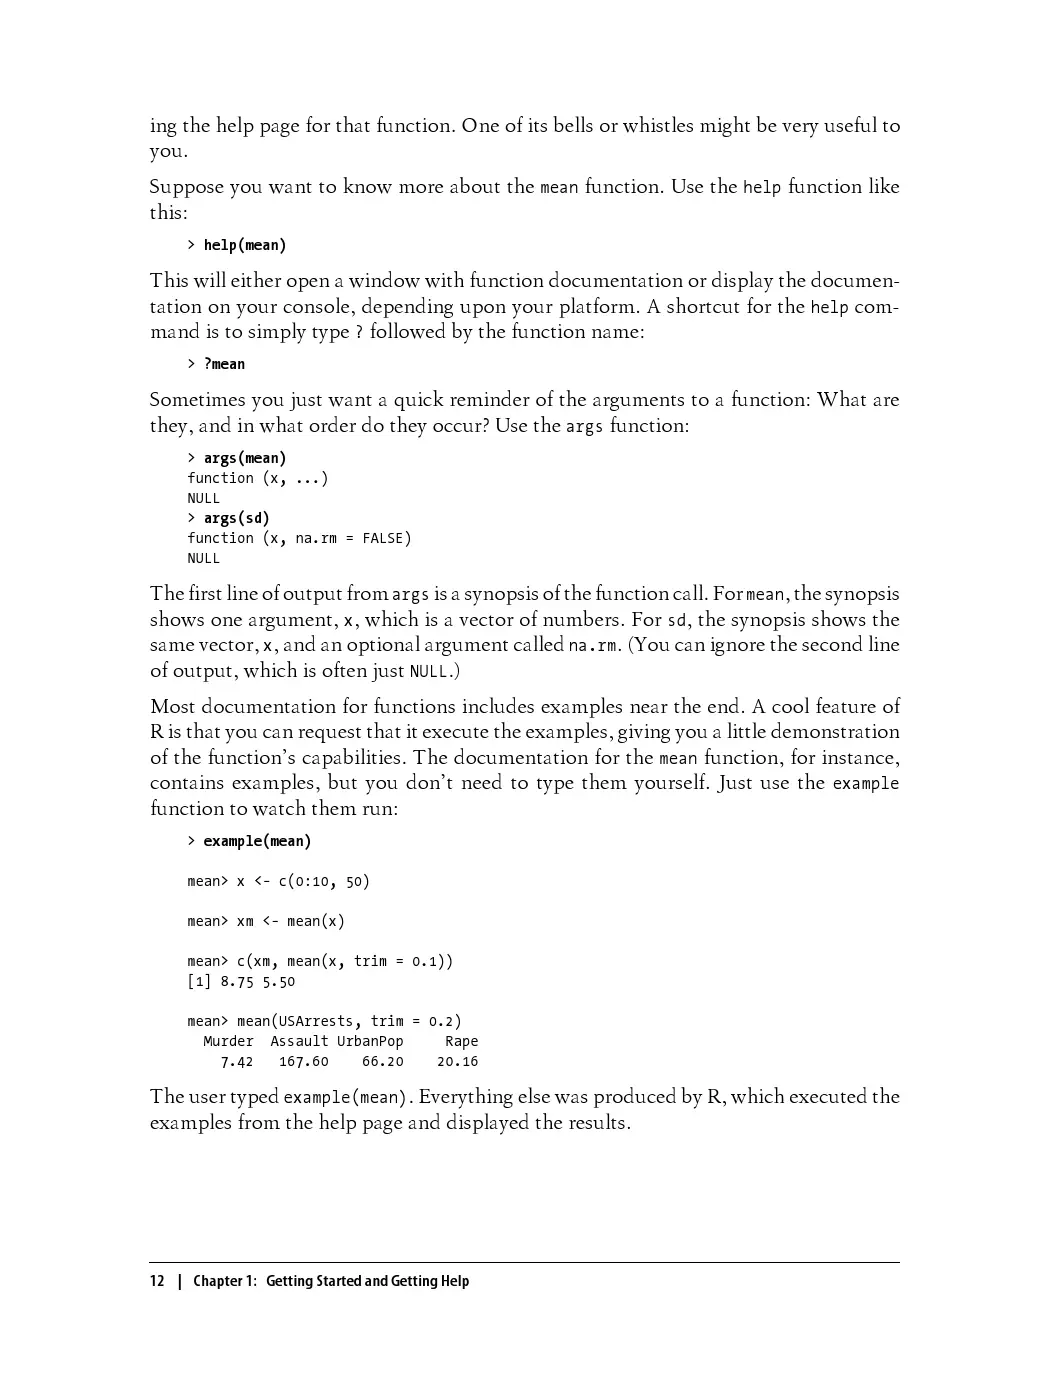 ing the help page for that function. One of its bells or whistles might be very useful to
you.
Suppose you want to know more about the mean function. Use the help function like
this:
> help(mean)
This will either open a window with function documentation or display the documen-
tation on your console, depending upon your platform. A shortcut for the help com-
mand is to simply type ? followed by the function name:
> ?mean
Sometimes you just want a quick reminder of the arguments to a function: What are
they, and in what order do they occur? Use the args function:
> args(mean)
function (x, ...)
NULL
> args(sd)
function (x, na.rm = FALSE)
NULL
The first line of output from args is a synopsis of the function call. For mean, the synopsis
shows one argument, x, which is a vector of numbers. For sd, the synopsis shows the
same vector, x, and an optional argument called na.rm. (You can ignore the second line
of output, which is often just NULL.)
Most documentation for functions includes examples near the end. A cool feature of
R is that you can request that it execute the examples, giving you a little demonstration
of the function’s capabilities. The documentation for the mean function, for instance,
contains examples, but you don’t need to type them yourself. Just use the example
function to watch them run:
> example(mean)
mean> x <- c(0:10, 50)
mean> xm <- mean(x)
mean> c(xm, mean(x, trim = 0.1))
[1] 8.75 5.50
mean> mean(USArrests, trim = 0.2)
  Murder  Assault UrbanPop     Rape
    7.42   167.60    66.20    20.16
The user typed example(mean). Everything else was produced by R, which executed the
examples from the help page and displayed the results.
12 | Chapter 1: Getting Started and Getting Help